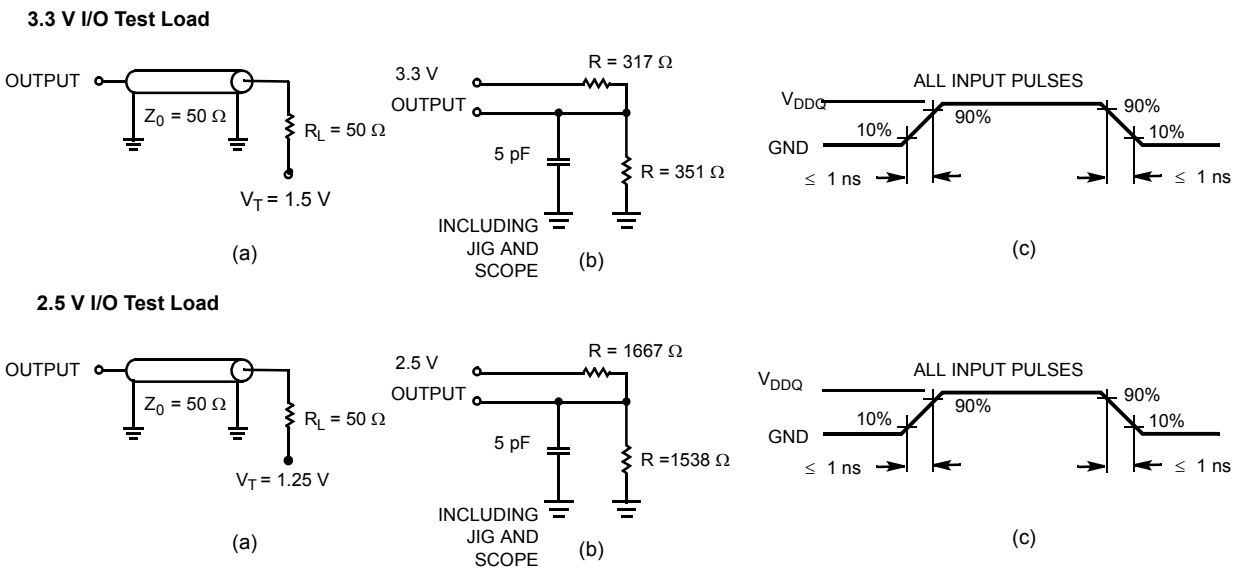 3.3 V I/O Test Load
OUTPUT
Z0 = 50 Ω
RL = 50 Ω
VT = 1.5 V
(a)
R = 317 Ω
3.3 V
OUTPUT
5 pF
R = 351 Ω
INCLUDING
JIG AND
SCOPE
(b)
ALL INPUT PULSES
VDDQ
GND
10%
90%
90%
10%
≤ 1 ns
≤ 1 ns
(c)
2.5 V I/O Test Load
OUTPUT
Z0 = 50 Ω
RL = 50 Ω
VT = 1.25 V
(a)
R = 1667 Ω
2.5 V
OUTPUT
5 pF
R =1538 Ω
INCLUDING
JIG AND
SCOPE
(b)
ALL INPUT PULSES
VDDQ
GND
10%
90%
90%
10%
≤ 1 ns
≤ 1 ns
(c)